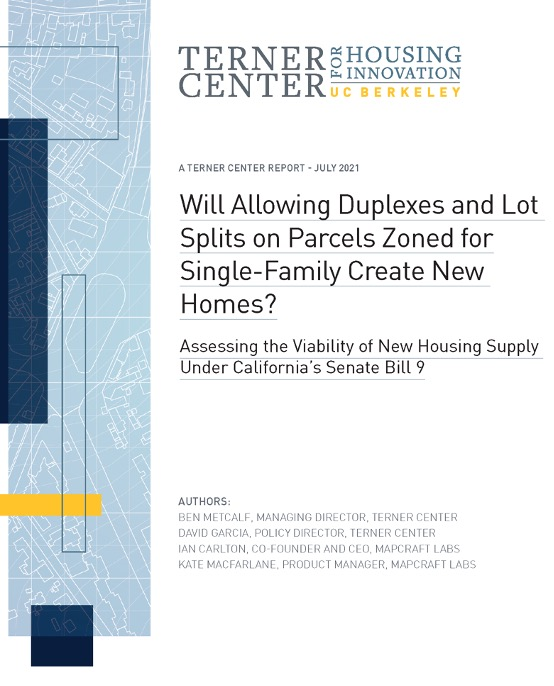 TERNER CENTER FOR HOUSING INNOVATION
UC BERKELEY
A TERNER CENTER REPORT - JULY 2021
Will Allowing Duplexes and Lot
Splits on Parcels Zoned for
Single-Family Create New
Homes?
Assessing the Viability of New Housing Supply
Under California's Senate Bill 9
AUTHORS:
BEN METCALF, MANAGING DIRECTOR, TERNER CENTER
DAVID GARCIA, POLICY DIRECTOR, TERNER CENTER
IAN CARLTON, CO-FOUNDER AND CEO, MAPCRAFT LABS
KATE MACFARLANE, PRODUCT MANAGER, MAPCRAFT LABS